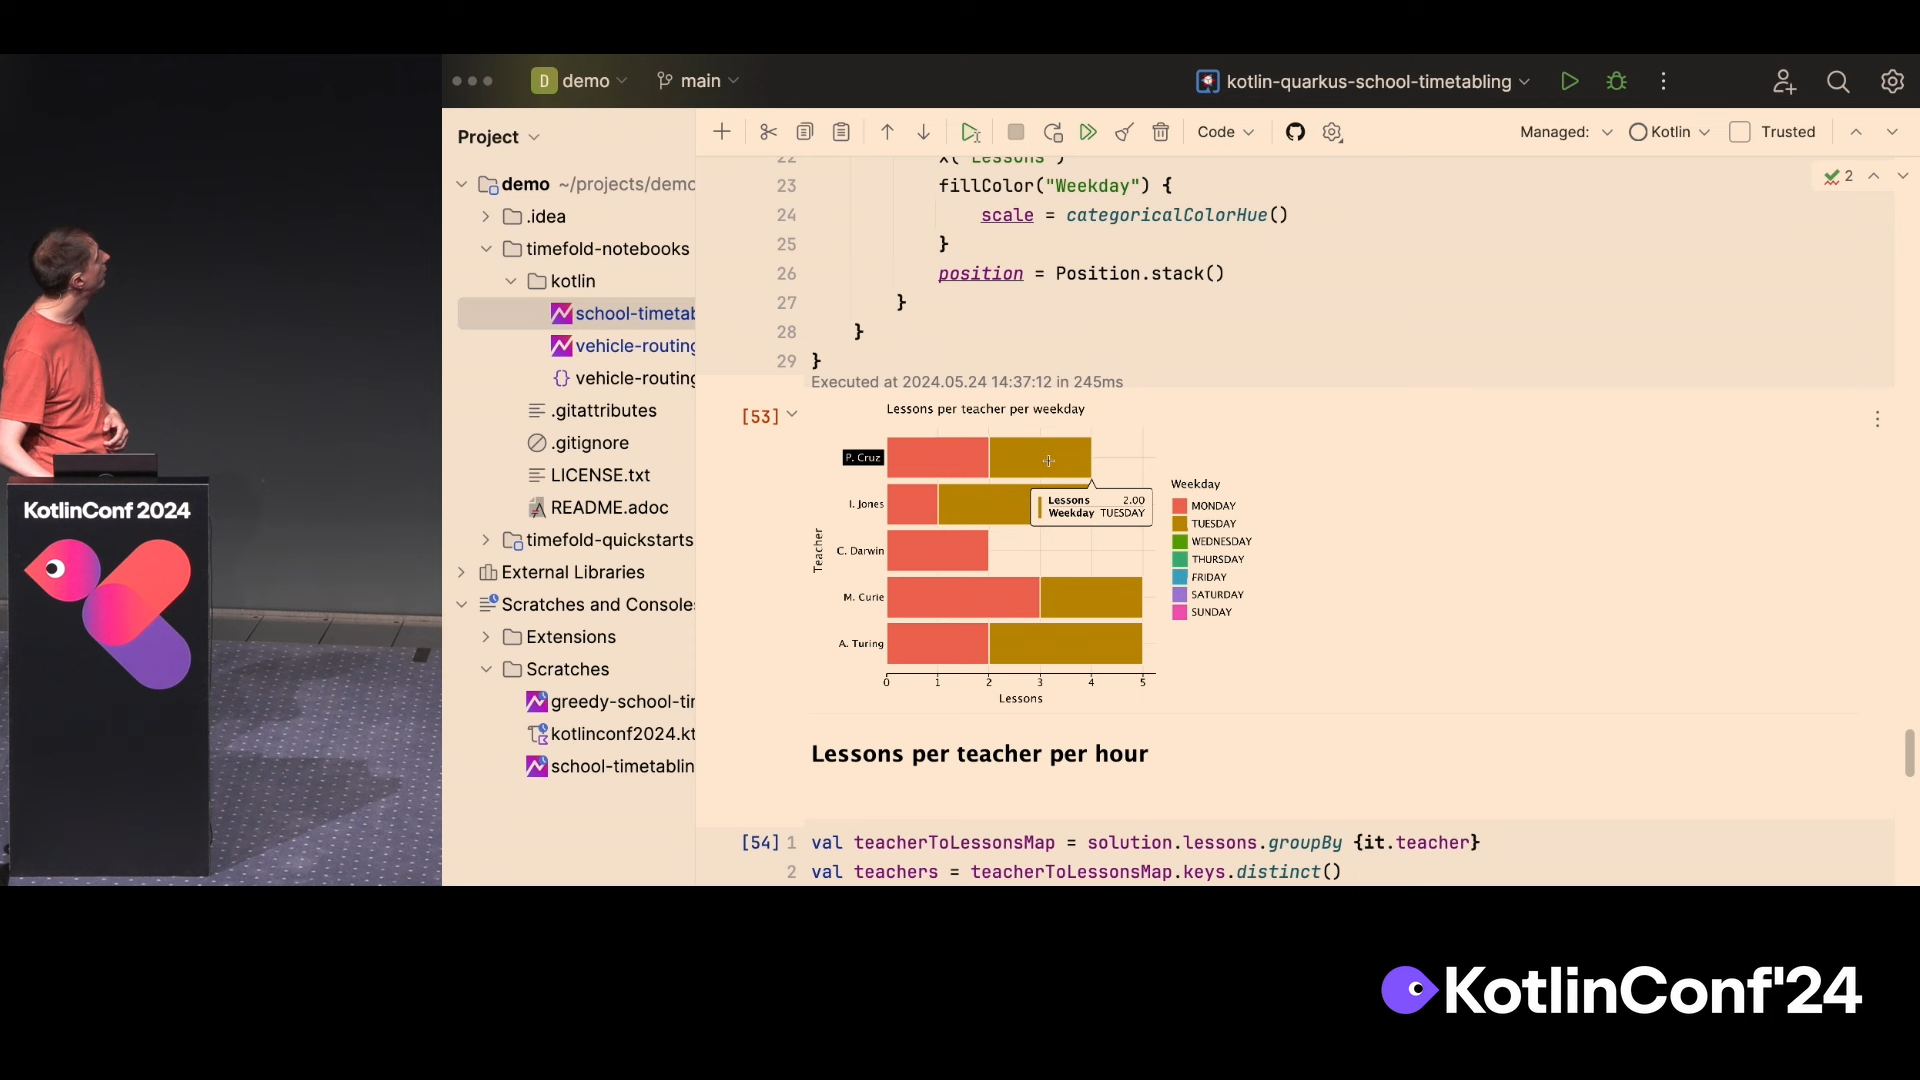 D demo
main
kotlin-quarkus-school-timetabling
Project
Code
Managed:
Kotlin
Trusted
demo ~/projects/demo
.idea
timefold-notebooks
kotlin
school-timetab
vehicle-routing
vehicle-routing
.gitattributes
.gitignore
LICENSE.txt
README.adoc
timefold-quickstarts
External Libraries
Scratches and Consoles
Extensions
Scratches
greedy-school-tir
kotlinconf2024.kt
school-timetablin
22 x("Lessons")
23 fillColor("Weekday") {
24 scale = categoricalColorHue()
25 }
26 position = Position.stack()
27 }
28 }
29 }
2
Executed at 2024.05.24 14:37:12 in 245ms
[53]
Lessons per teacher per weekday
P. Cruz
I. Jones
C. Darwin
M. Curie
A. Turing
Teacher
Lessons 2.00
Weekday TUESDAY
0 1 2 3 4 5
Lessons
Weekday
MONDAY
TUESDAY
WEDNESDAY
THURSDAY
FRIDAY
SATURDAY
SUNDAY
Lessons per teacher per hour
[54] 1 val teacherToLessonsMap = solution.lessons.groupBy {it.teacher}
2 val teachers = teacherToLessonsMap.keys.distinct()
KotlinConf 2024
KotlinConf'24